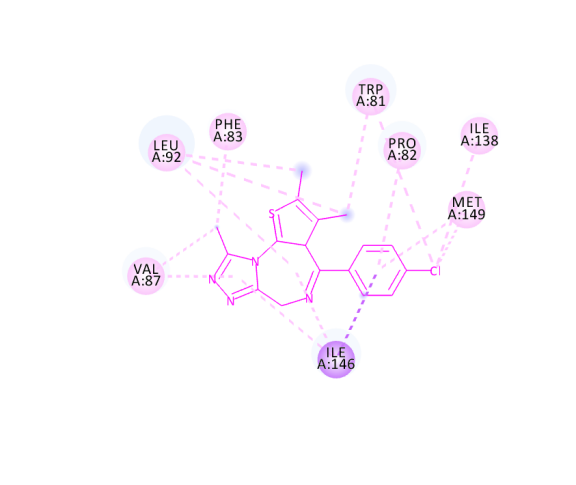 TRP
A:81
PHE
A:83
ILE
A:138
PRO
A:82
LEU
A:92
MET
A:149
S
N
VAL
A:87
N
Cl
N
N
ILE
A:146